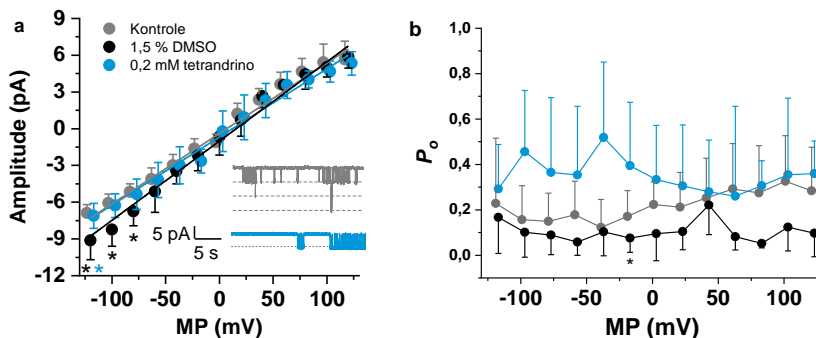 a
Amplitude (pA)
9
6
3
0
-3
-6
-9
-12
Kontrole
1,5 % DMSO
0,2 mM tetrandrino
5 pA
5 s
* * * *
-100
-50
0
50
100
MP (mV)
b
Po
1,0
0,8
0,6
0,4
0,2
0,0
*
-100
-50
0
50
100
MP (mV)